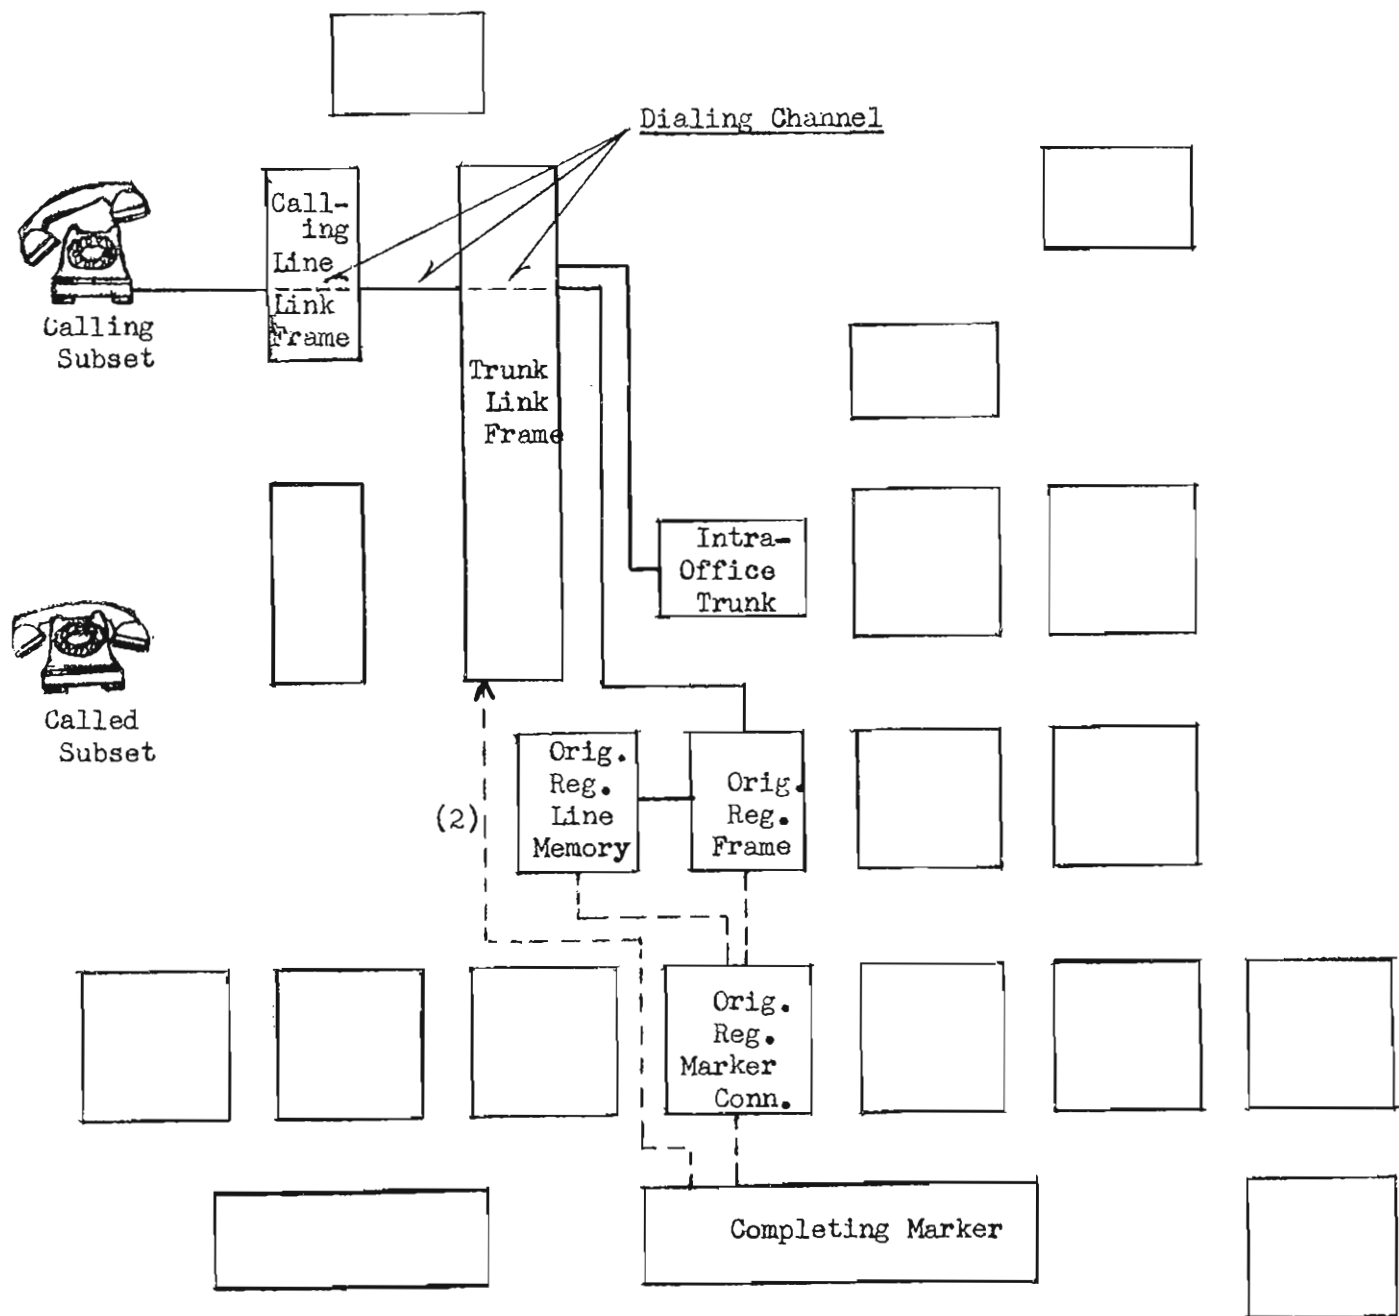 Dialing Channel
Call-
ing
Line
Link
Frame
Calling
Subset
Trunk
Link
Frame
Intra-
Office
Trunk
Called
Subset
(2)
Orig.
Reg.
Line
Memory
Orig.
Reg.
Frame
Orig.
Reg.
Marker
Conn.
Completing Marker